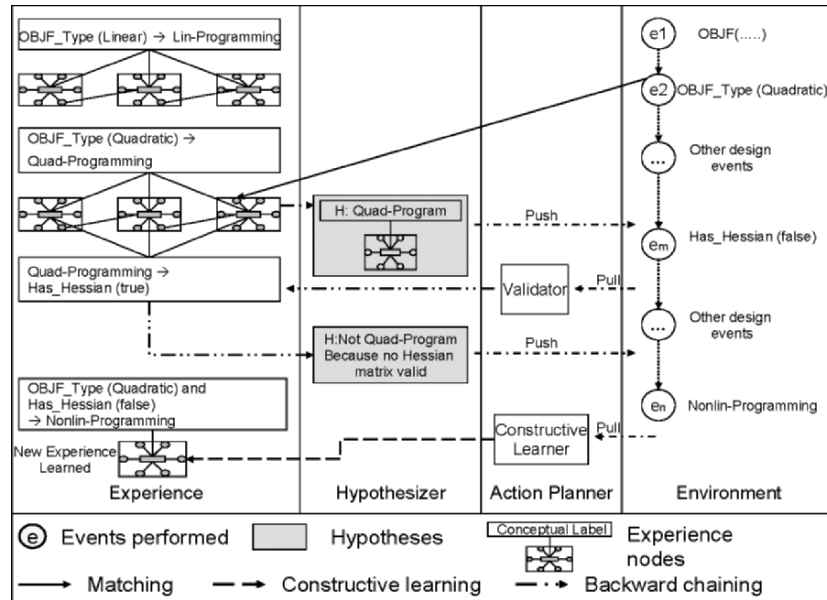 OBJF_Type (Linear) → Lin-Programming
OBJF_Type (Quadratic) →
Quad-Programming
Quad-Programming →
Has_Hessian (true)
OBJF_Type (Quadratic) and
Has_Hessian (false)
→ Nonlin-Programming
New Experience
Learned
Experience
H: Quad-Program
H:Not Quad-Program
Because no Hessian
matrix valid
Hypothesizer
Push
Pull
Validator
Push
Constructive
Learner
Pull
Action Planner
e1
OBJF(.....)
e2
OBJF_Type (Quadratic)
...
Other design
events
em
Has_Hessian (false)
...
Other design
events
en
Nonlin-Programming
Environment
e
Events performed
Hypotheses
Conceptual Label
Experience
nodes
Matching
Constructive learning
Backward chaining